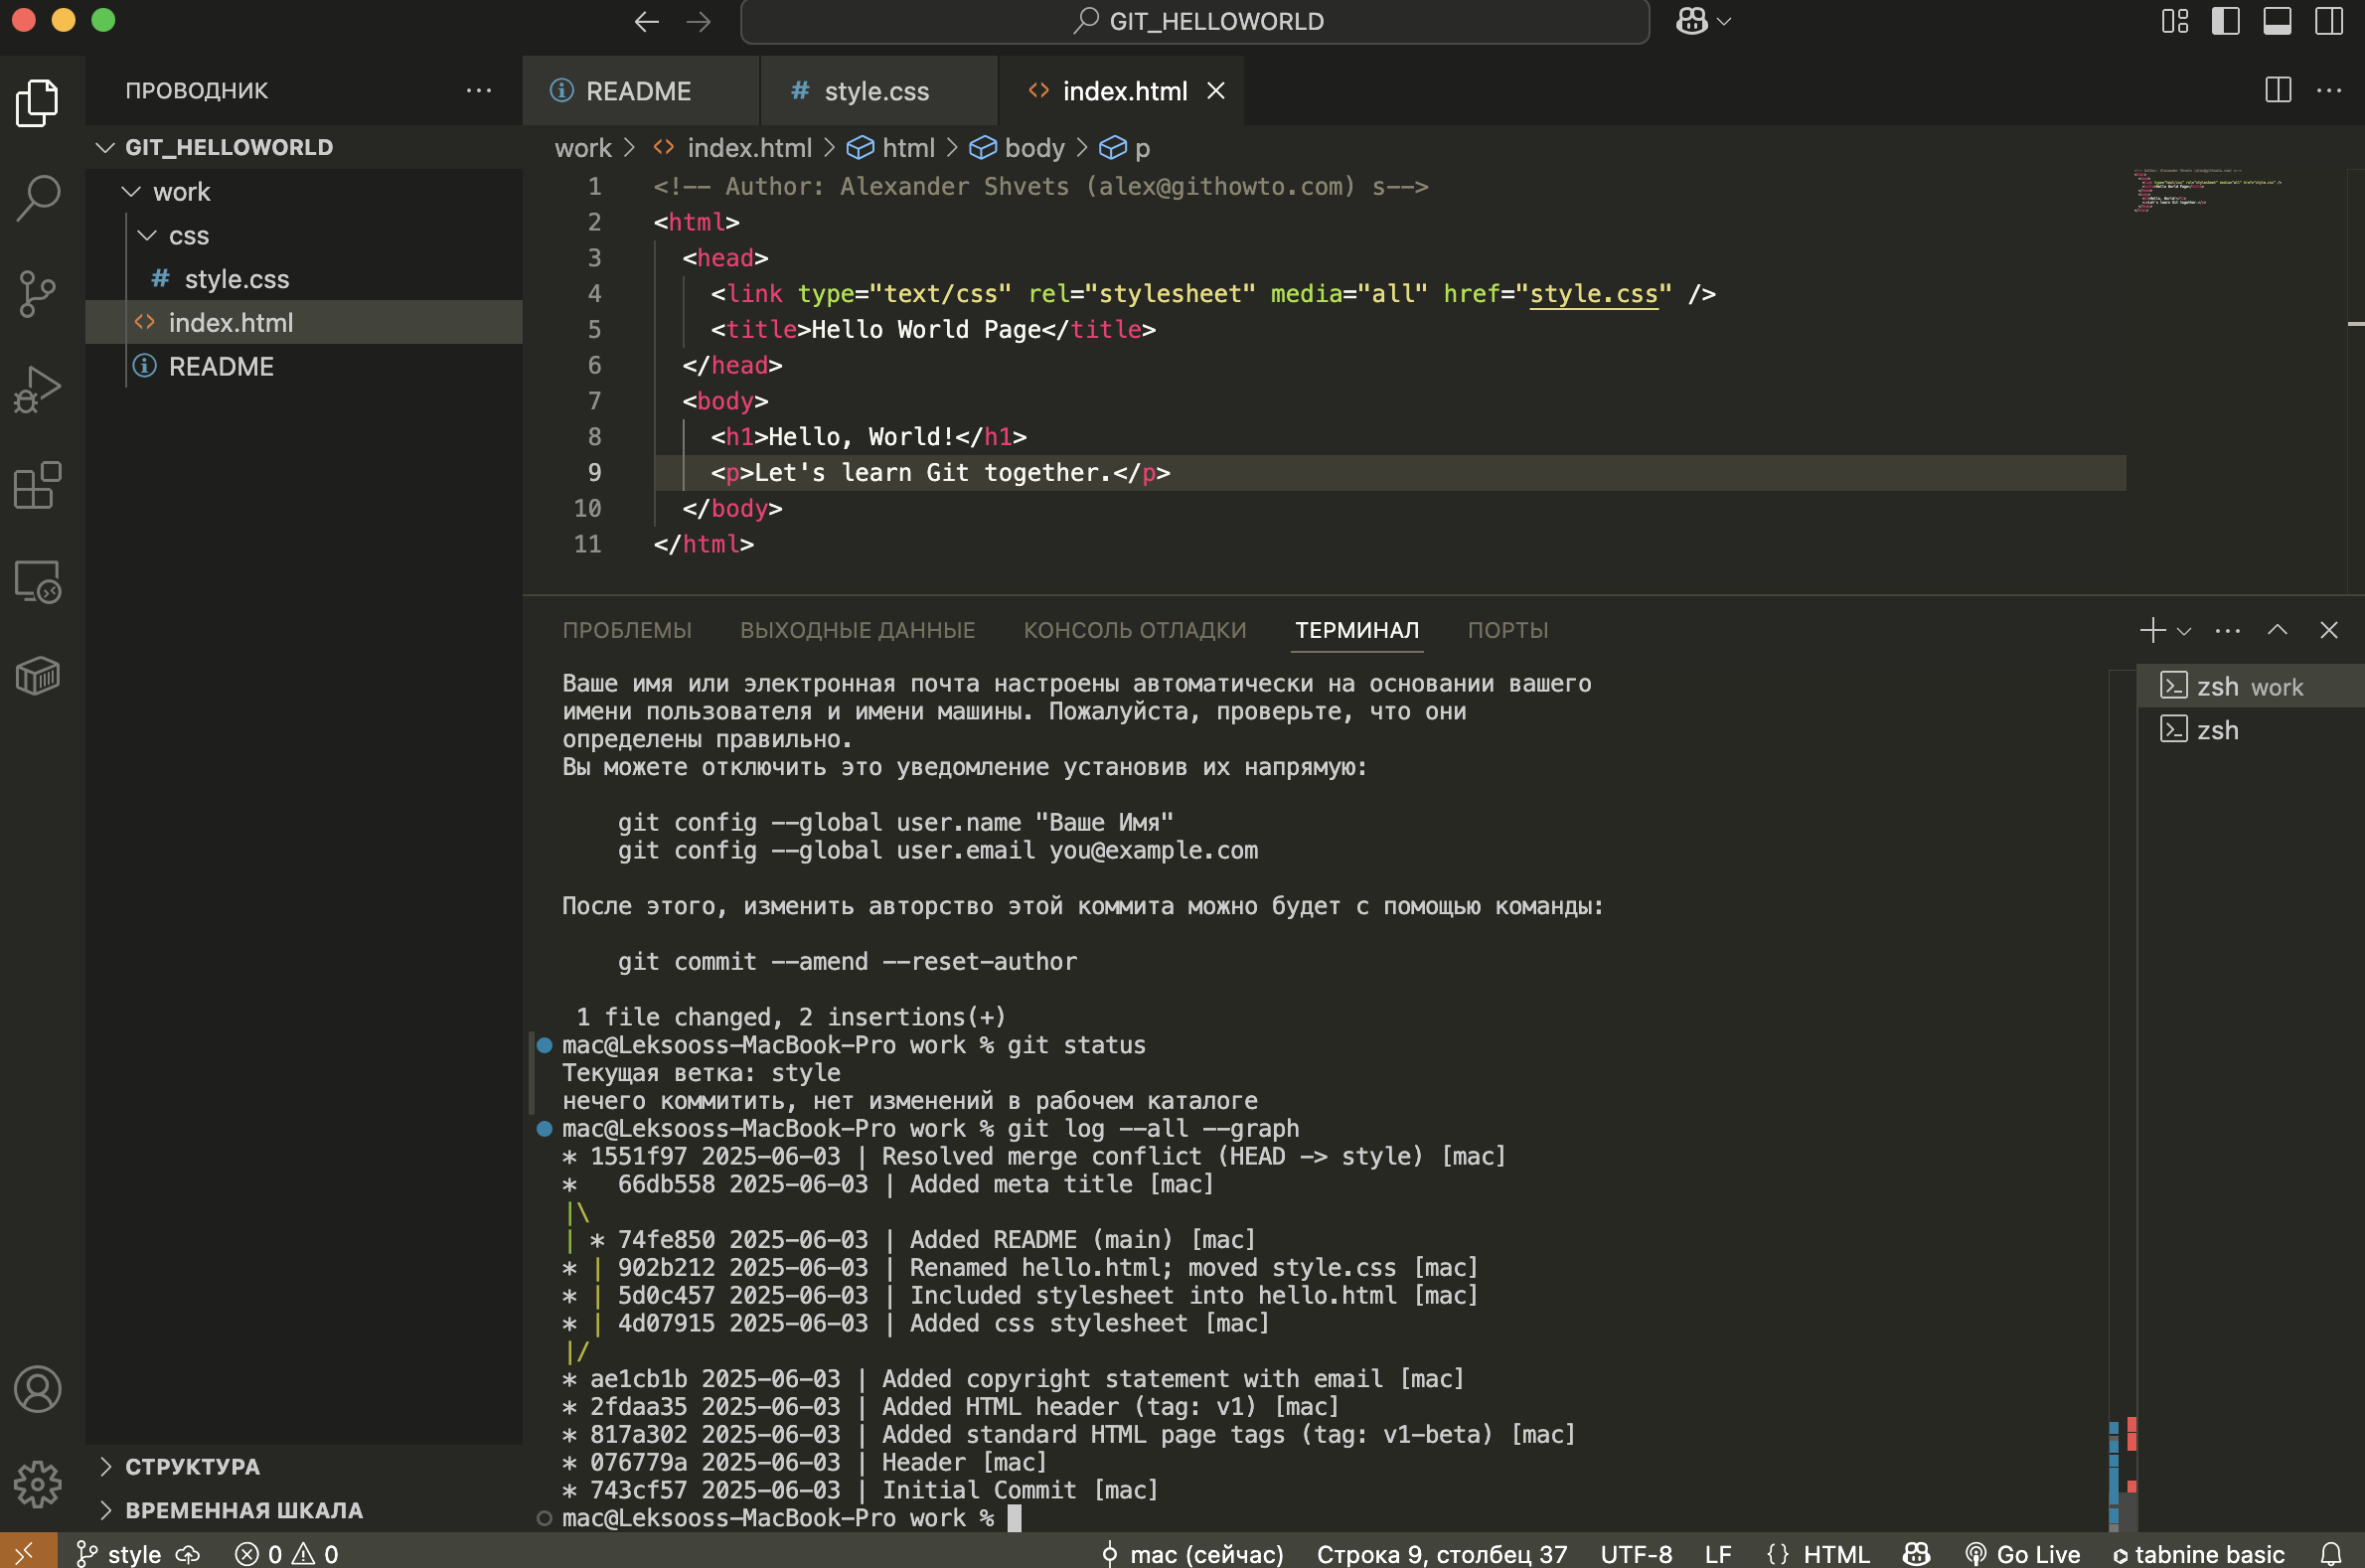 GIT_HELLOWORLD
ПРОВОДНИК
GIT_HELLOWORLD
work
css
# style.css
<> index.html
README
СТРУКТУРА
ВРЕМЕННАЯ ШКАЛА
README
# style.css
<> index.html
work > <> index.html > html > body > p
1 <!-- Author: Alexander Shvets (alex@githowto.com) s-->
2 <html>
3 <head>
4 <link type="text/css" rel="stylesheet" media="all" href="style.css" />
5 <title>Hello World Page</title>
6 </head>
7 <body>
8 <h1>Hello, World!</h1>
9 <p>Let's learn Git together.</p>
10 </body>
11 </html>
ПРОБЛЕМЫ ВЫХОДНЫЕ ДАННЫЕ КОНСОЛЬ ОТЛАДКИ ТЕРМИНАЛ ПОРТЫ
Ваше имя или электронная почта настроены автоматически на основании вашего
имени пользователя и имени машины. Пожалуйста, проверьте, что они
определены правильно.
Вы можете отключить это уведомление установив их напрямую:
git config --global user.name "Ваше Имя"
git config --global user.email you@example.com
После этого, изменить авторство этой коммита можно будет с помощью команды:
git commit --amend --reset-author
1 file changed, 2 insertions(+)
mac@Leksooss-MacBook-Pro work % git status
Текущая ветка: style
нечего коммитить, нет изменений в рабочем каталоге
mac@Leksooss-MacBook-Pro work % git log --all --graph
* 1551f97 2025-06-03 | Resolved merge conflict (HEAD -> style) [mac]
*   66db558 2025-06-03 | Added meta title [mac]
|\
| * 74fe850 2025-06-03 | Added README (main) [mac]
* | 902b212 2025-06-03 | Renamed hello.html; moved style.css [mac]
* | 5d0c457 2025-06-03 | Included stylesheet into hello.html [mac]
* | 4d07915 2025-06-03 | Added css stylesheet [mac]
|/
* ae1cb1b 2025-06-03 | Added copyright statement with email [mac]
* 2fdaa35 2025-06-03 | Added HTML header (tag: v1) [mac]
* 817a302 2025-06-03 | Added standard HTML page tags (tag: v1-beta) [mac]
* 076779a 2025-06-03 | Header [mac]
* 743cf57 2025-06-03 | Initial Commit [mac]
mac@Leksooss-MacBook-Pro work %
zsh work
zsh
style 0 0 mac (сейчас) Строка 9, столбец 37 UTF-8 LF {} HTML Go Live tabnine basic